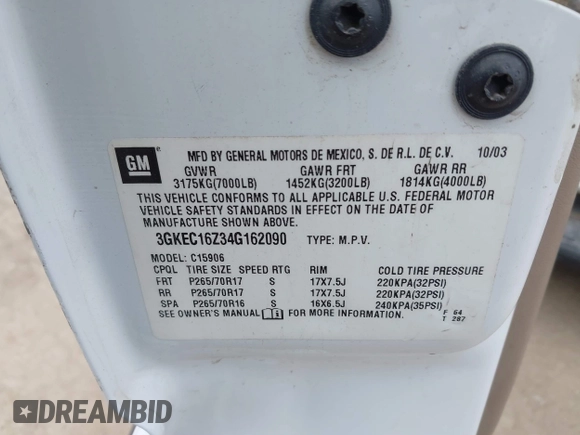 GM
MFD BY GENERAL MOTORS DE MEXICO, S. DE R.L. DE C.V. 10/03
GVWR GAWR FRT GAWR RR
3175KG(7000LB) 1452KG(3200LB) 1814KG(4000LB)
THIS VEHICLE CONFORMS TO ALL APPLICABLE U.S. FEDERAL MOTOR
VEHICLE SAFETY STANDARDS IN EFFECT ON THE DATE OF
MANUFACTURE SHOWN ABOVE.
3GKEC16Z34G162090 TYPE: M.P.V.
MODEL: C15906
CPQL TIRE SIZE SPEED RTG RIM COLD TIRE PRESSURE
FRT P265/70R17 S 17X7.5J 220KPA(32PSI)
RR P265/70R17 S 17X7.5J 220KPA(32PSI)
SPA P265/70R16 S 16X6.5J 240KPA(35PSI)
SEE OWNER'S MANUAL FOR MORE INFORMATION. F 64
T 287
DREAMBID